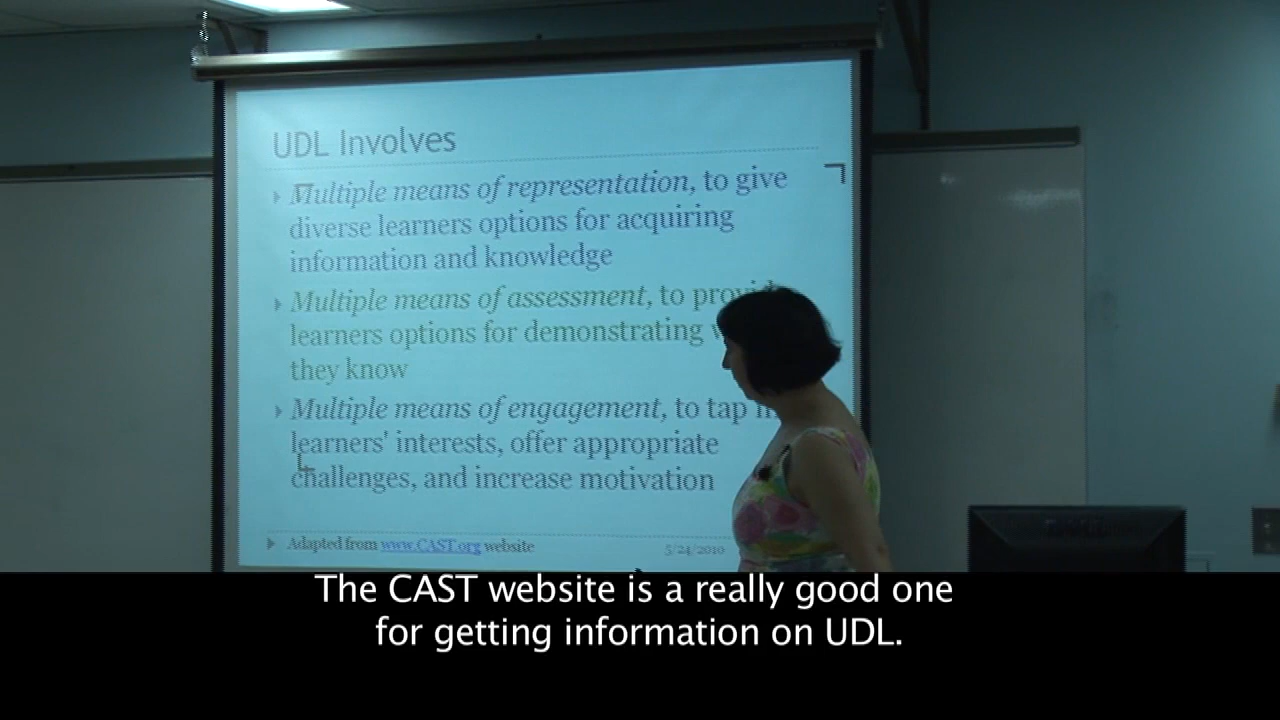 UDL Involves
Multiple means of representation, to give
diverse learners options for acquiring
information and knowledge
Multiple means of assessment, to
learners options for demonstrating
they know
Multiple means of engagement, to tap
learners' interests, offer appropriate
challenges, and increase motivation
Adapted from www.CAST.org website
5/24/2010
The CAST website is a really good one
for getting information on UDL.